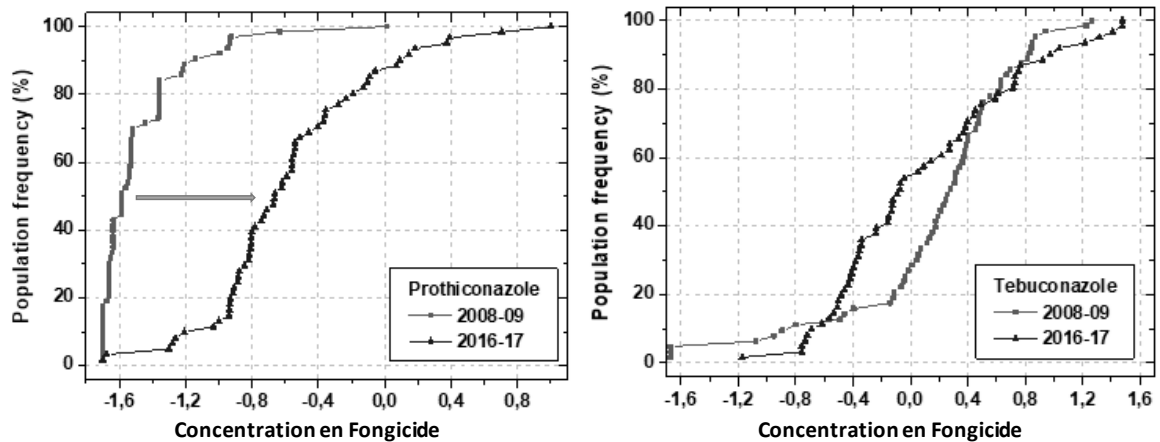 Population frequency (%)
100
80
60
40
20
0
Prothiconazole
2008-09
2016-17
-1,6 -1,2 -0,8 -0,4 0,0 0,4 0,8
Concentration en Fongicide
Population frequency (%)
100
80
60
40
20
0
Tebuconazole
2008-09
2016-17
-1,6 -1,2 -0,8 -0,4 0,0 0,4 0,8 1,2 1,6
Concentration en Fongicide